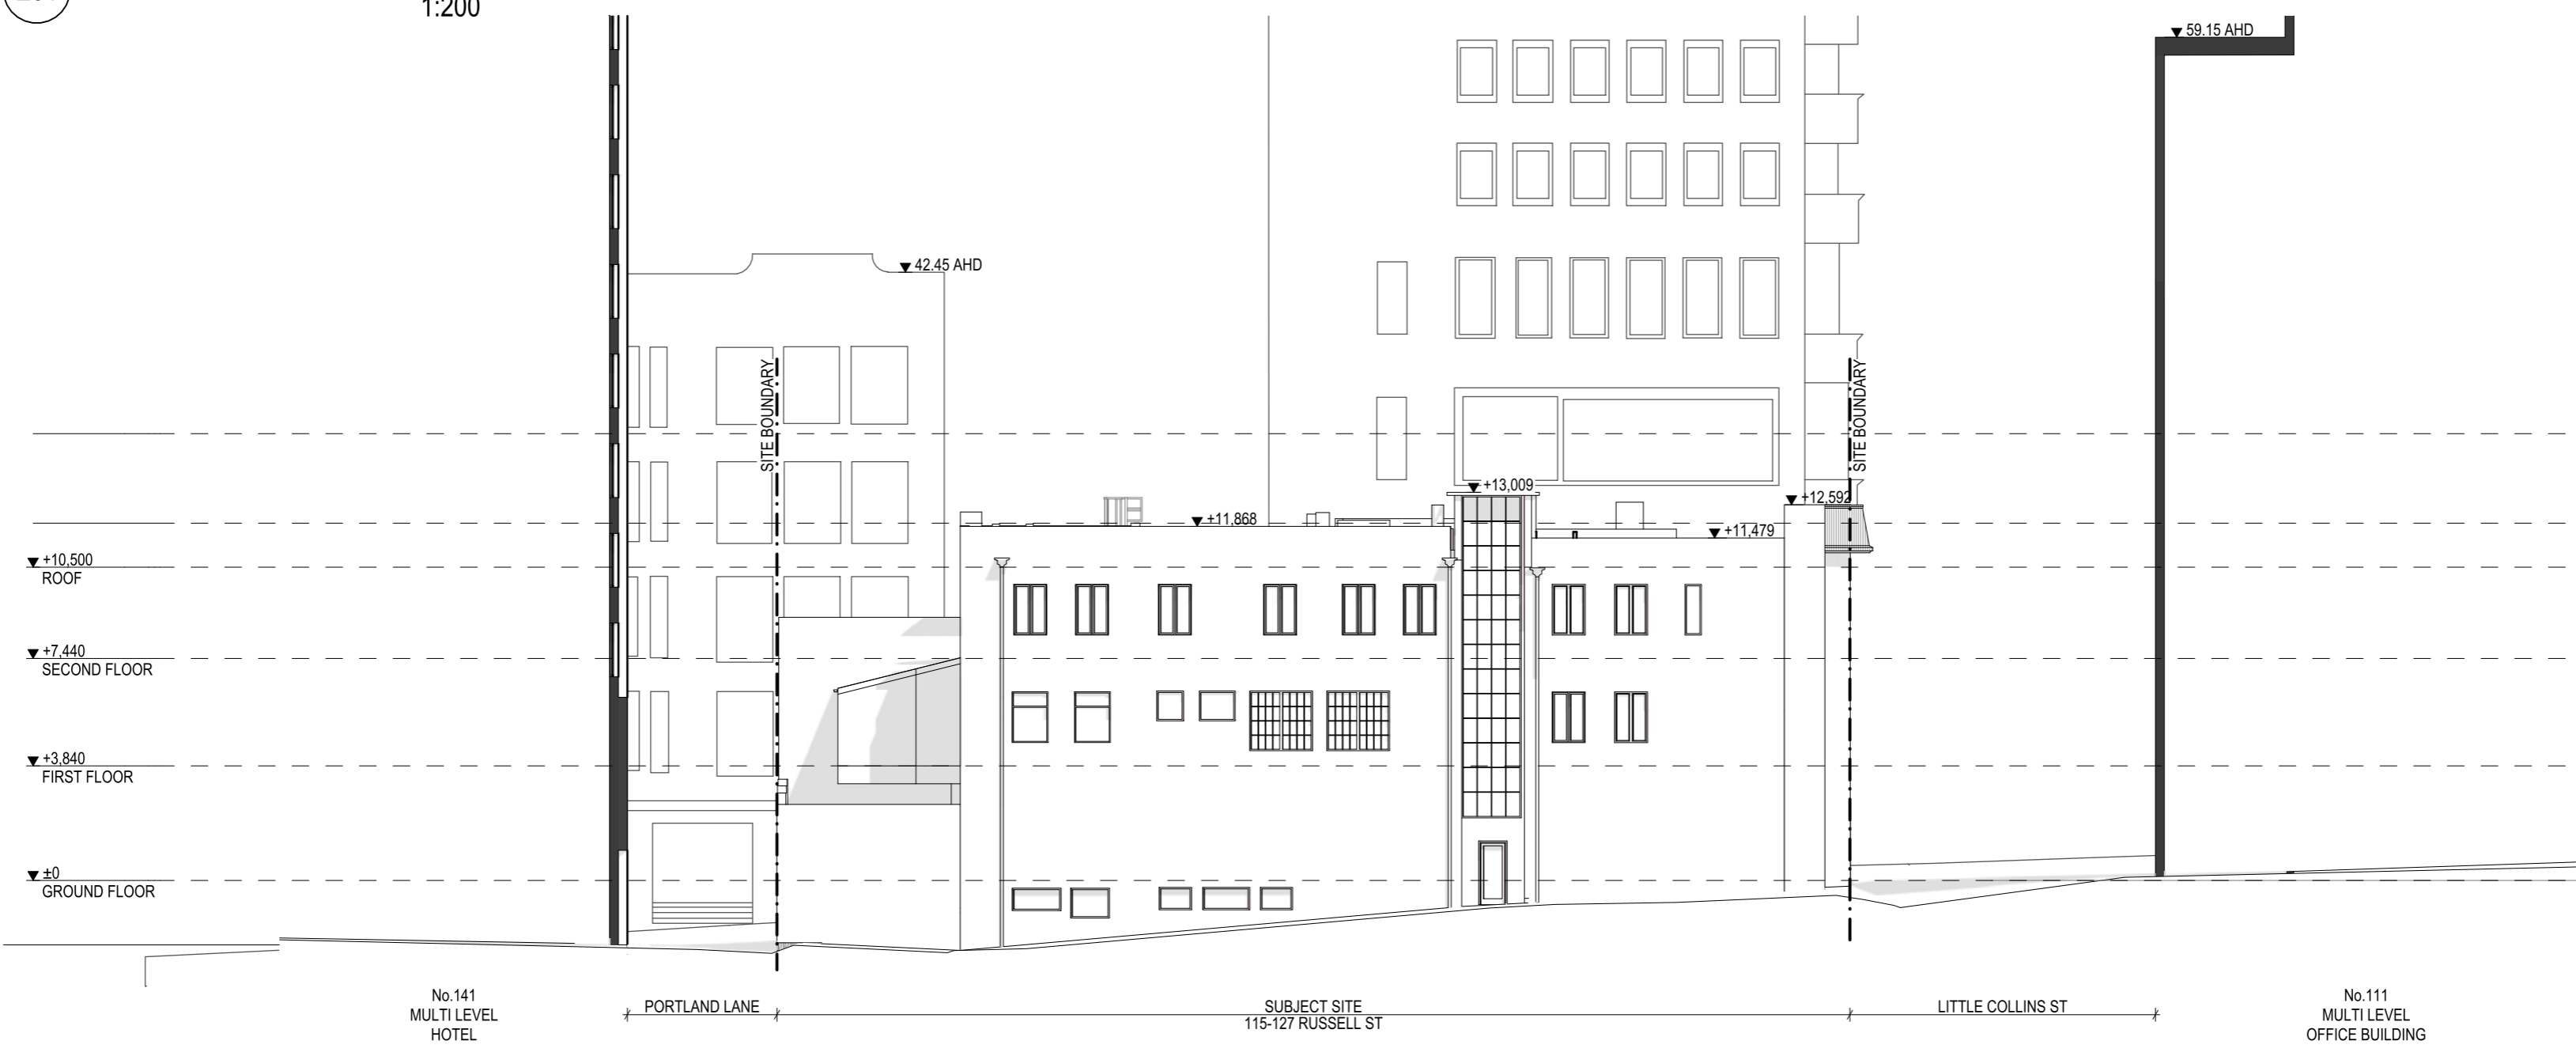 1:200
59.15 AHD
42.45 AHD
SITE BOUNDARY
SITE BOUNDARY
+13,009
+12,592
+11,868
+11,479
+10,500
ROOF
+7,440
SECOND FLOOR
+3,840
FIRST FLOOR
±0
GROUND FLOOR
No.141
MULTI LEVEL
HOTEL
PORTLAND LANE
SUBJECT SITE
115-127 RUSSELL ST
LITTLE COLLINS ST
No.111
MULTI LEVEL
OFFICE BUILDING